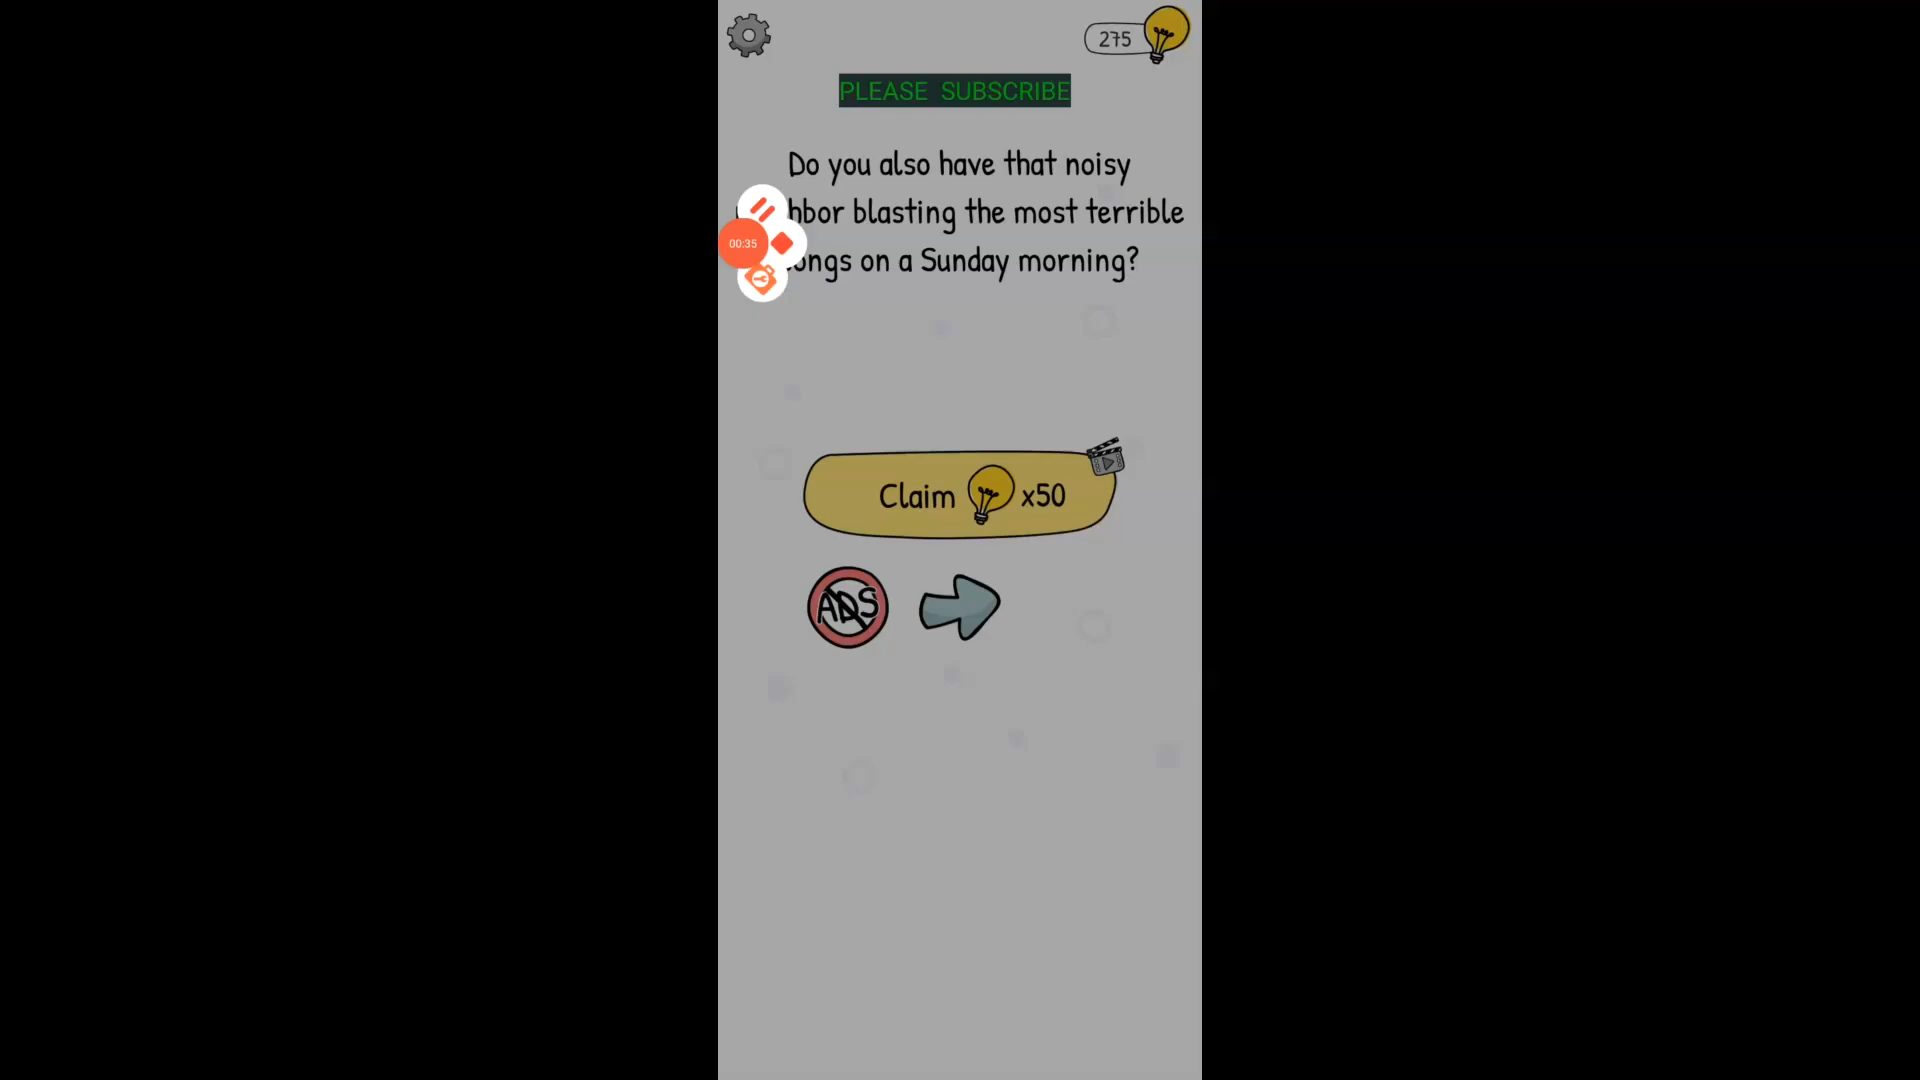 275
PLEASE SUBSCRIBE
Do you also have that noisy
hbor blasting the most terrible
ongs on a Sunday morning?
00:35
Claim x50
ADS